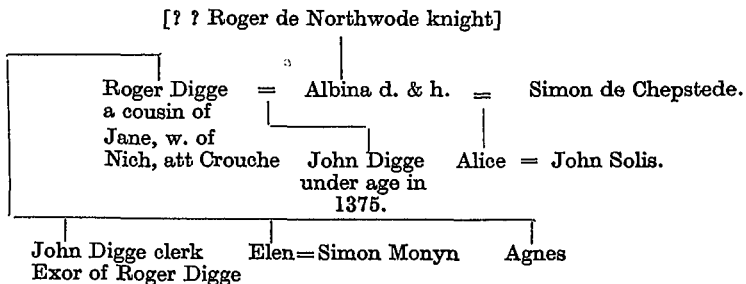 [? ? Roger de Northwode knight]
Roger Digge = Albina d. & h. = Simon de Chepstede.
a cousin of
Jane, w. of
Nich, att Crouche John Digge Alice = John Solis.
under age in
1375.
John Digge clerk Elen=Simon Monyn Agnes
Exor of Roger Digge